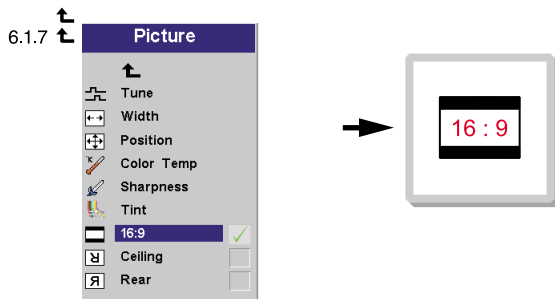 6.1.7
Picture
Tune
Width
Position
Color Temp
Sharpness
Tint
16:9
Ceiling
Rear
16 : 9